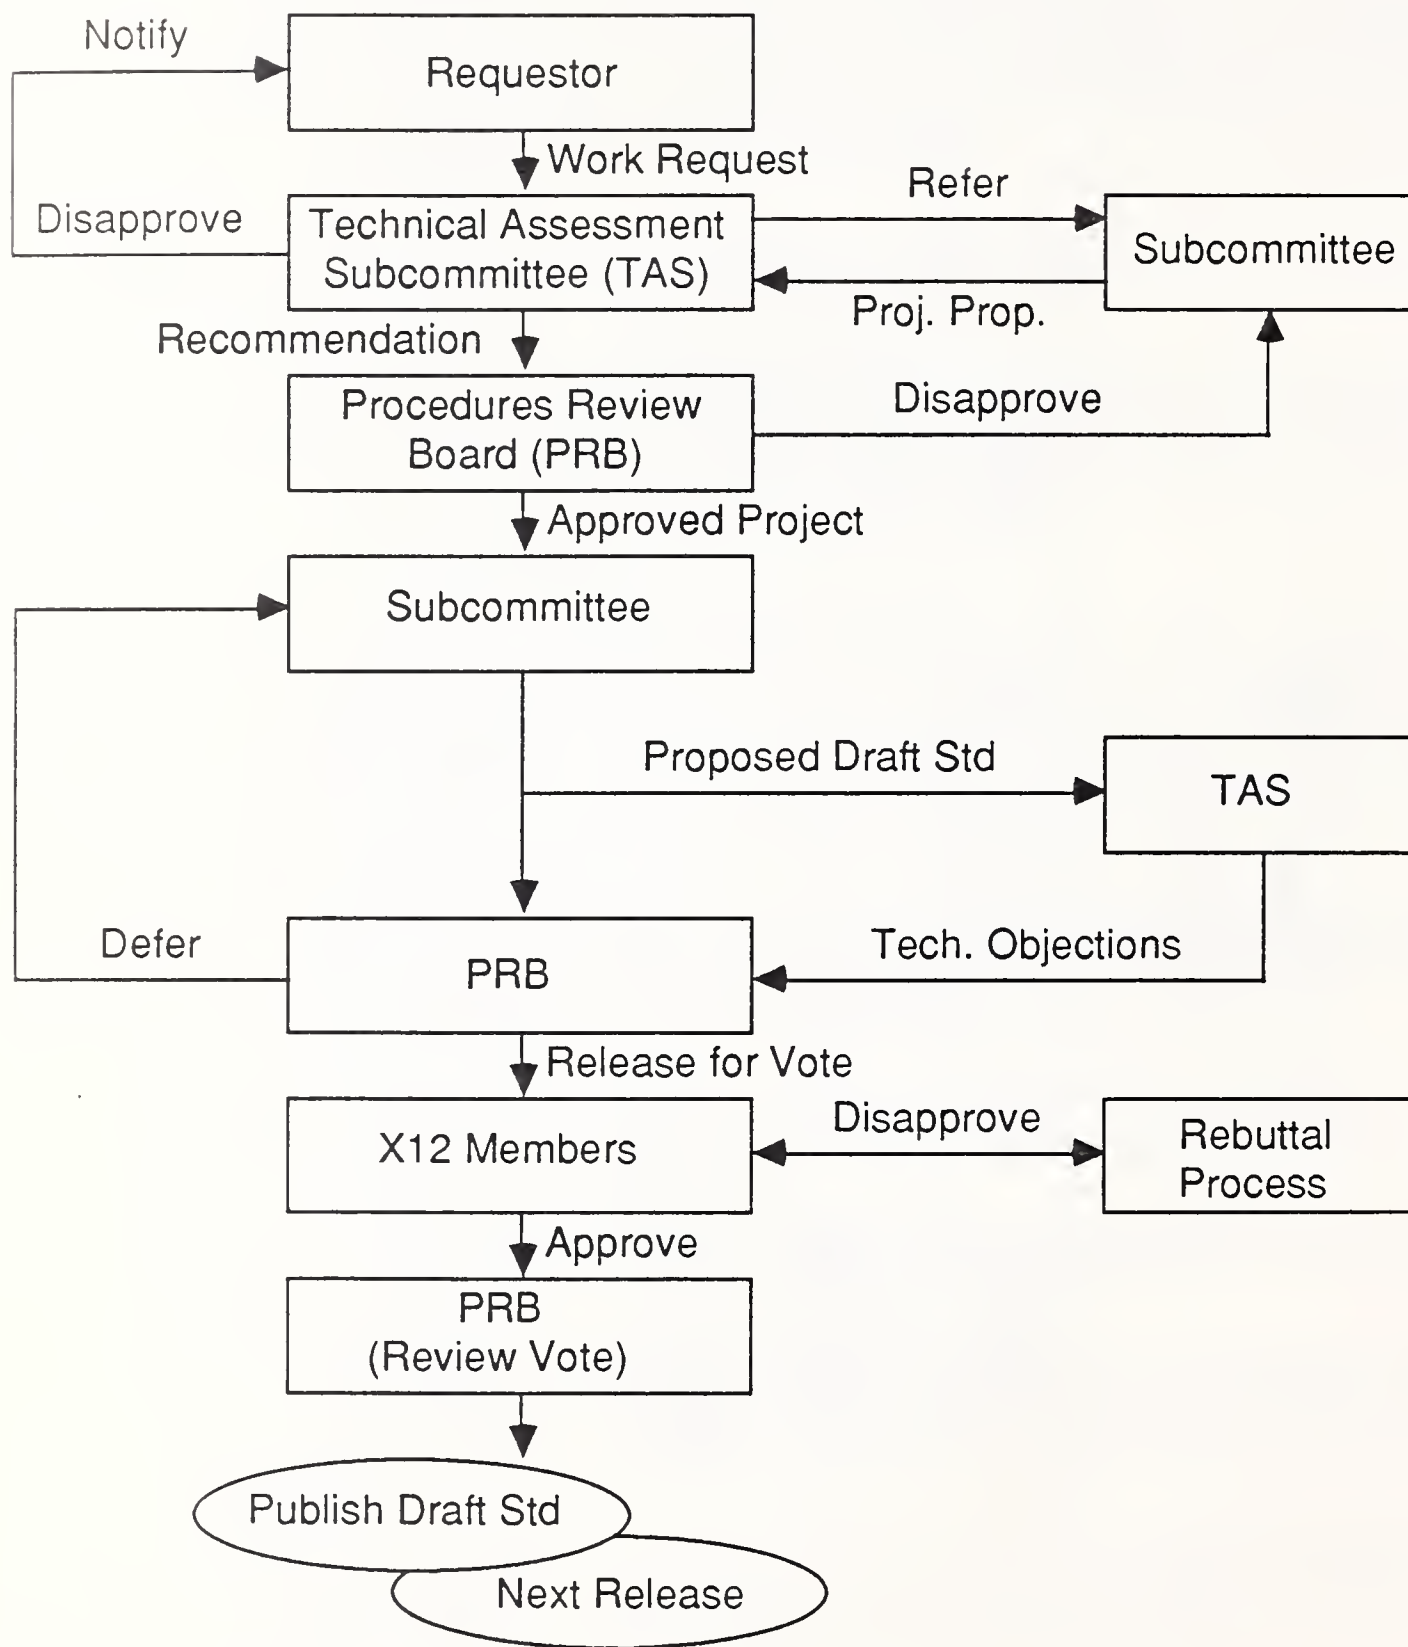 Notify
Requestor
Work Request
Refer
Disapprove
Technical Assessment
Subcommittee (TAS)
Subcommittee
Proj. Prop.
Recommendation
Procedures Review
Board (PRB)
Disapprove
Approved Project
Subcommittee
Proposed Draft Std
TAS
Defer
PRB
Tech. Objections
Release for Vote
X12 Members
Disapprove
Rebuttal
Process
Approve
PRB
(Review Vote)
Publish Draft Std
Next Release